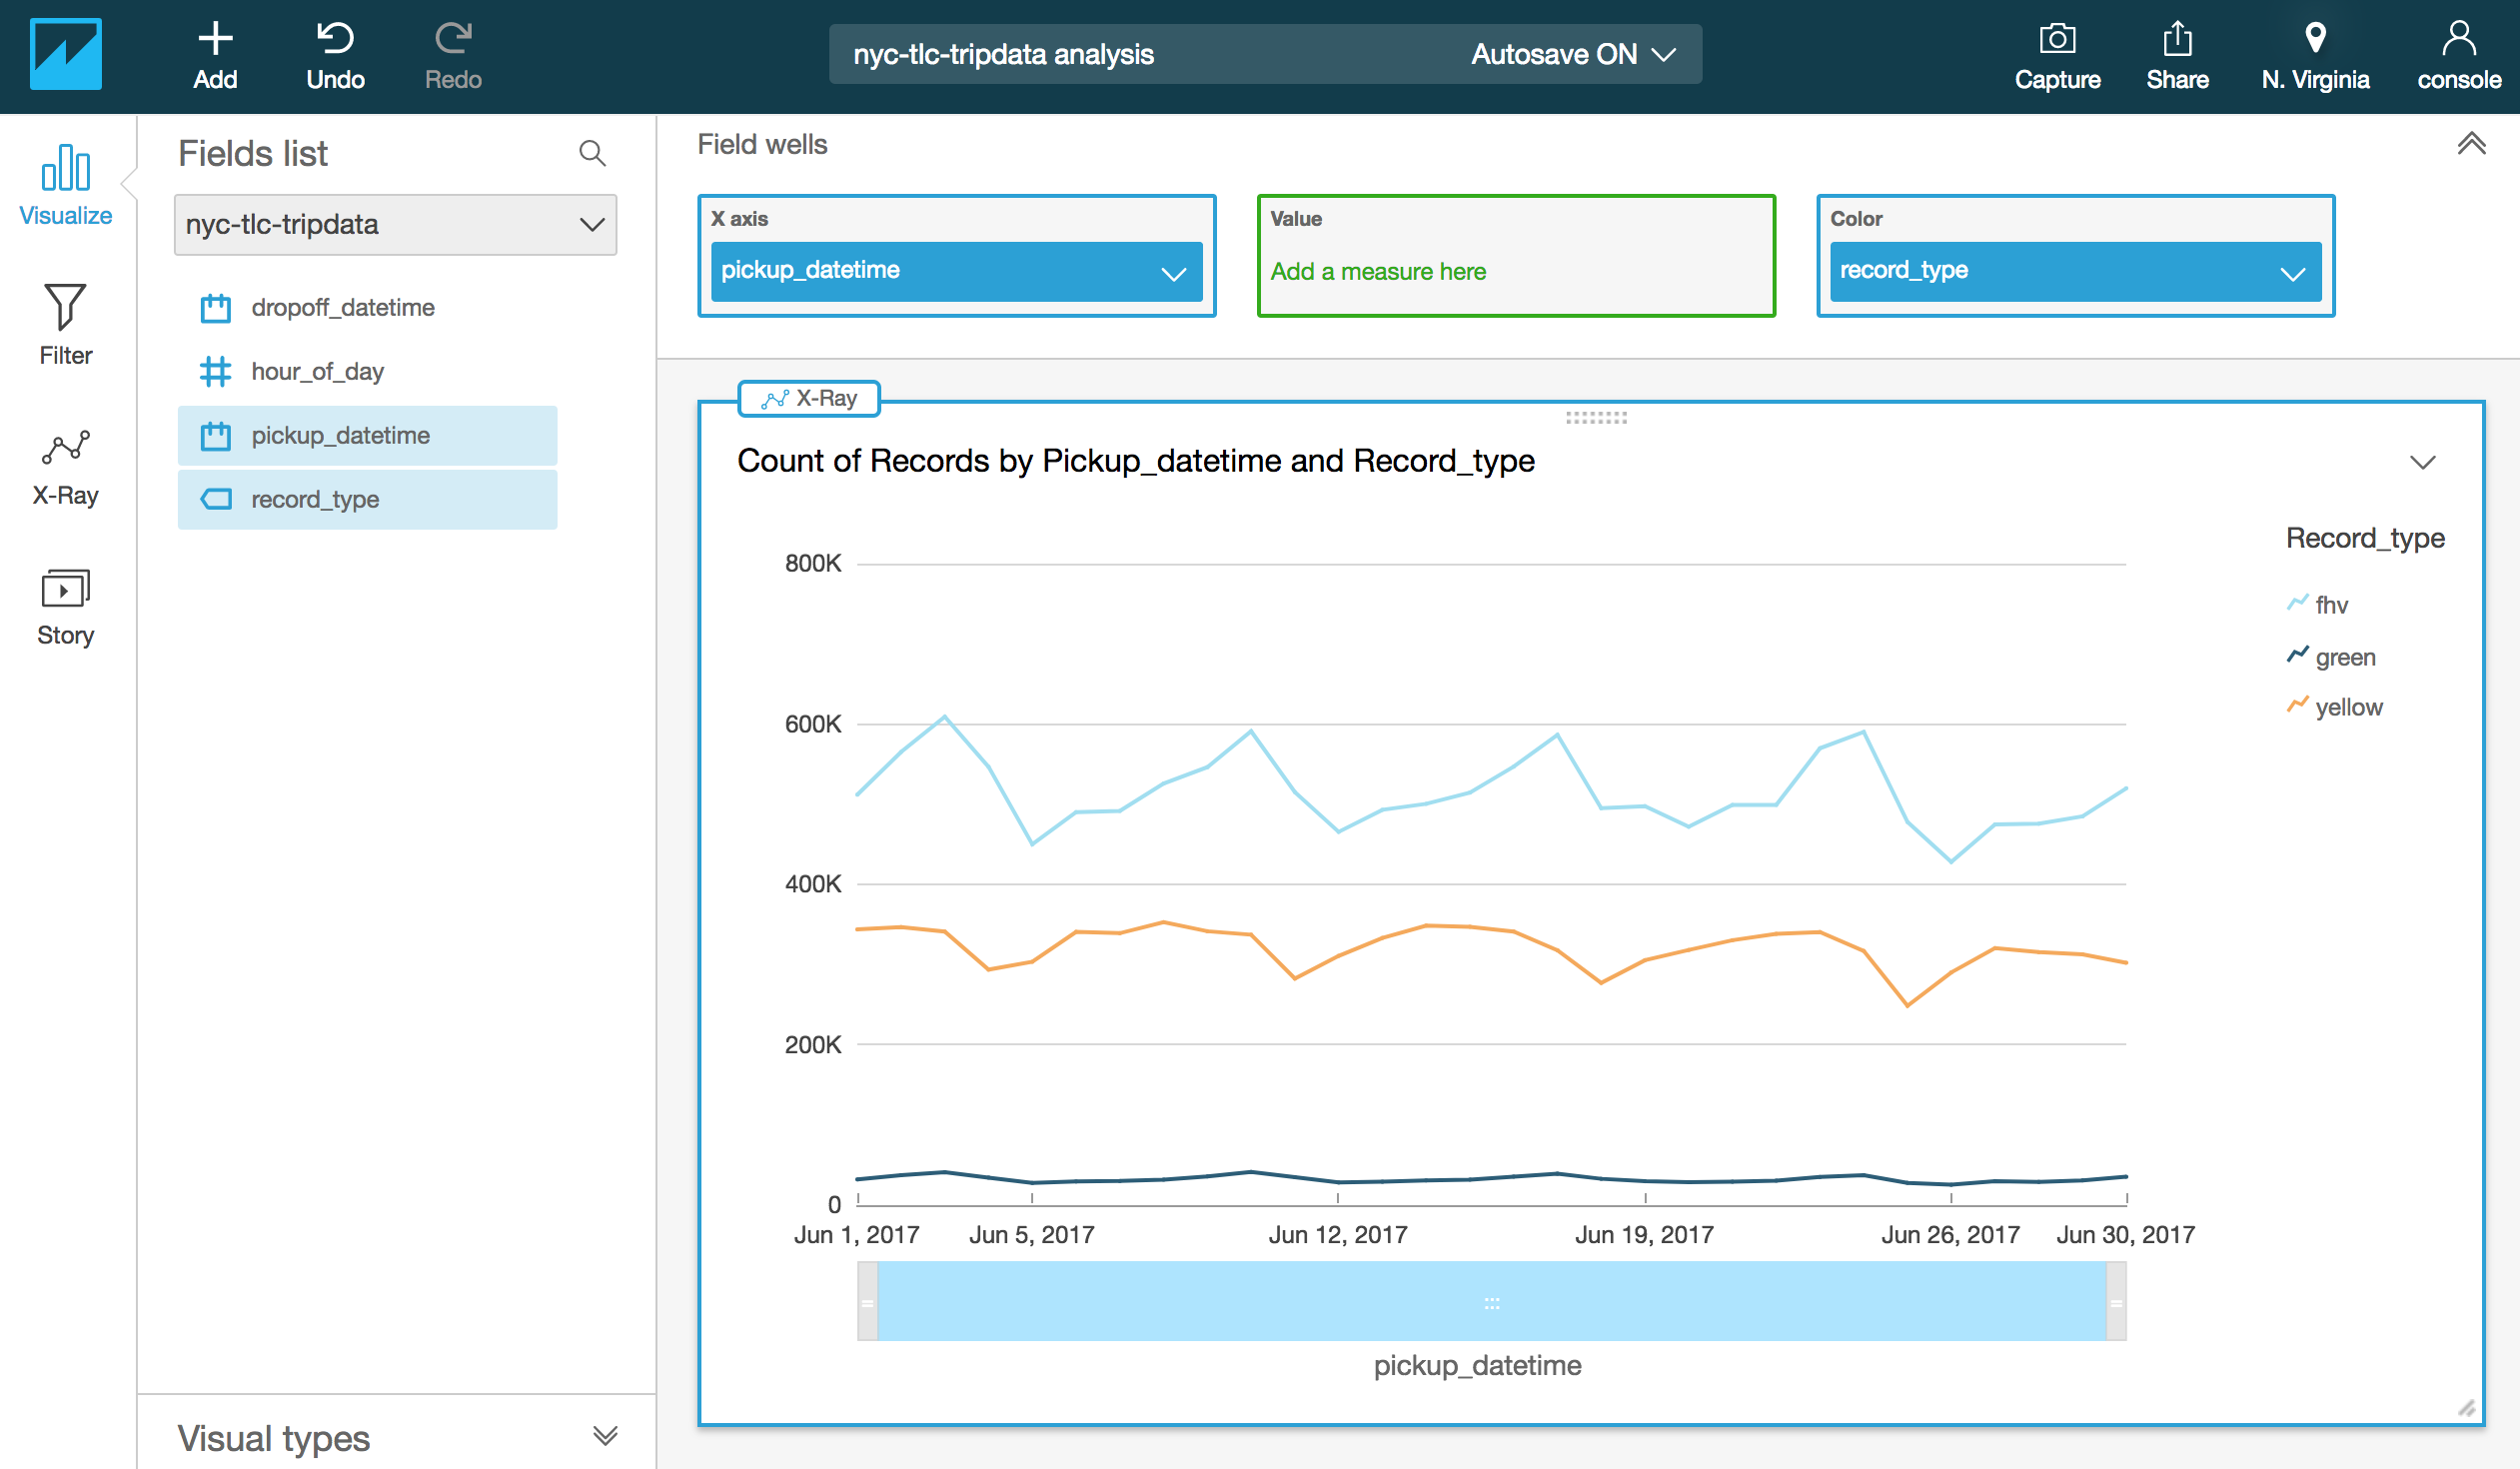 Add
Undo
Redo
nyc-tlc-tripdata analysis
Autosave ON
Capture
Share
N. Virginia
console
Visualize
Filter
X-Ray
Story
Fields list
nyc-tlc-tripdata
dropoff_datetime
hour_of_day
pickup_datetime
record_type
Visual types
Field wells
X axis
pickup_datetime
Value
Add a measure here
Color
record_type
X-Ray
Count of Records by Pickup_datetime and Record_type
800K
600K
400K
200K
0
Jun 1, 2017
Jun 5, 2017
Jun 12, 2017
Jun 19, 2017
Jun 26, 2017
Jun 30, 2017
pickup_datetime
Record_type
fhv
green
yellow